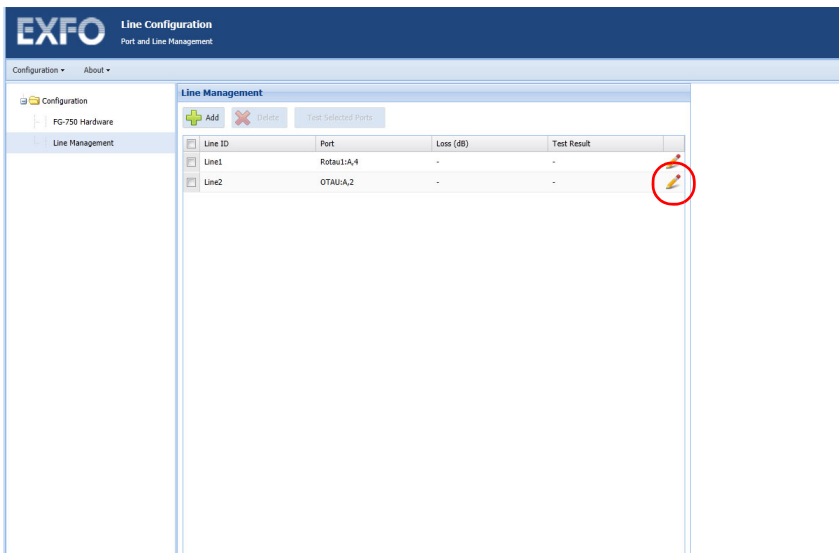 EXFO
Line Configuration
Port and Line Management
Configuration
About
Configuration
FG-750 Hardware
Line Management
Line Management
Add
Delete
Test Selected Ports
Line ID Port Loss (dB) Test Result
Line1 Rotau1:A,4 - -
Line2 OTAU:A,2 - -